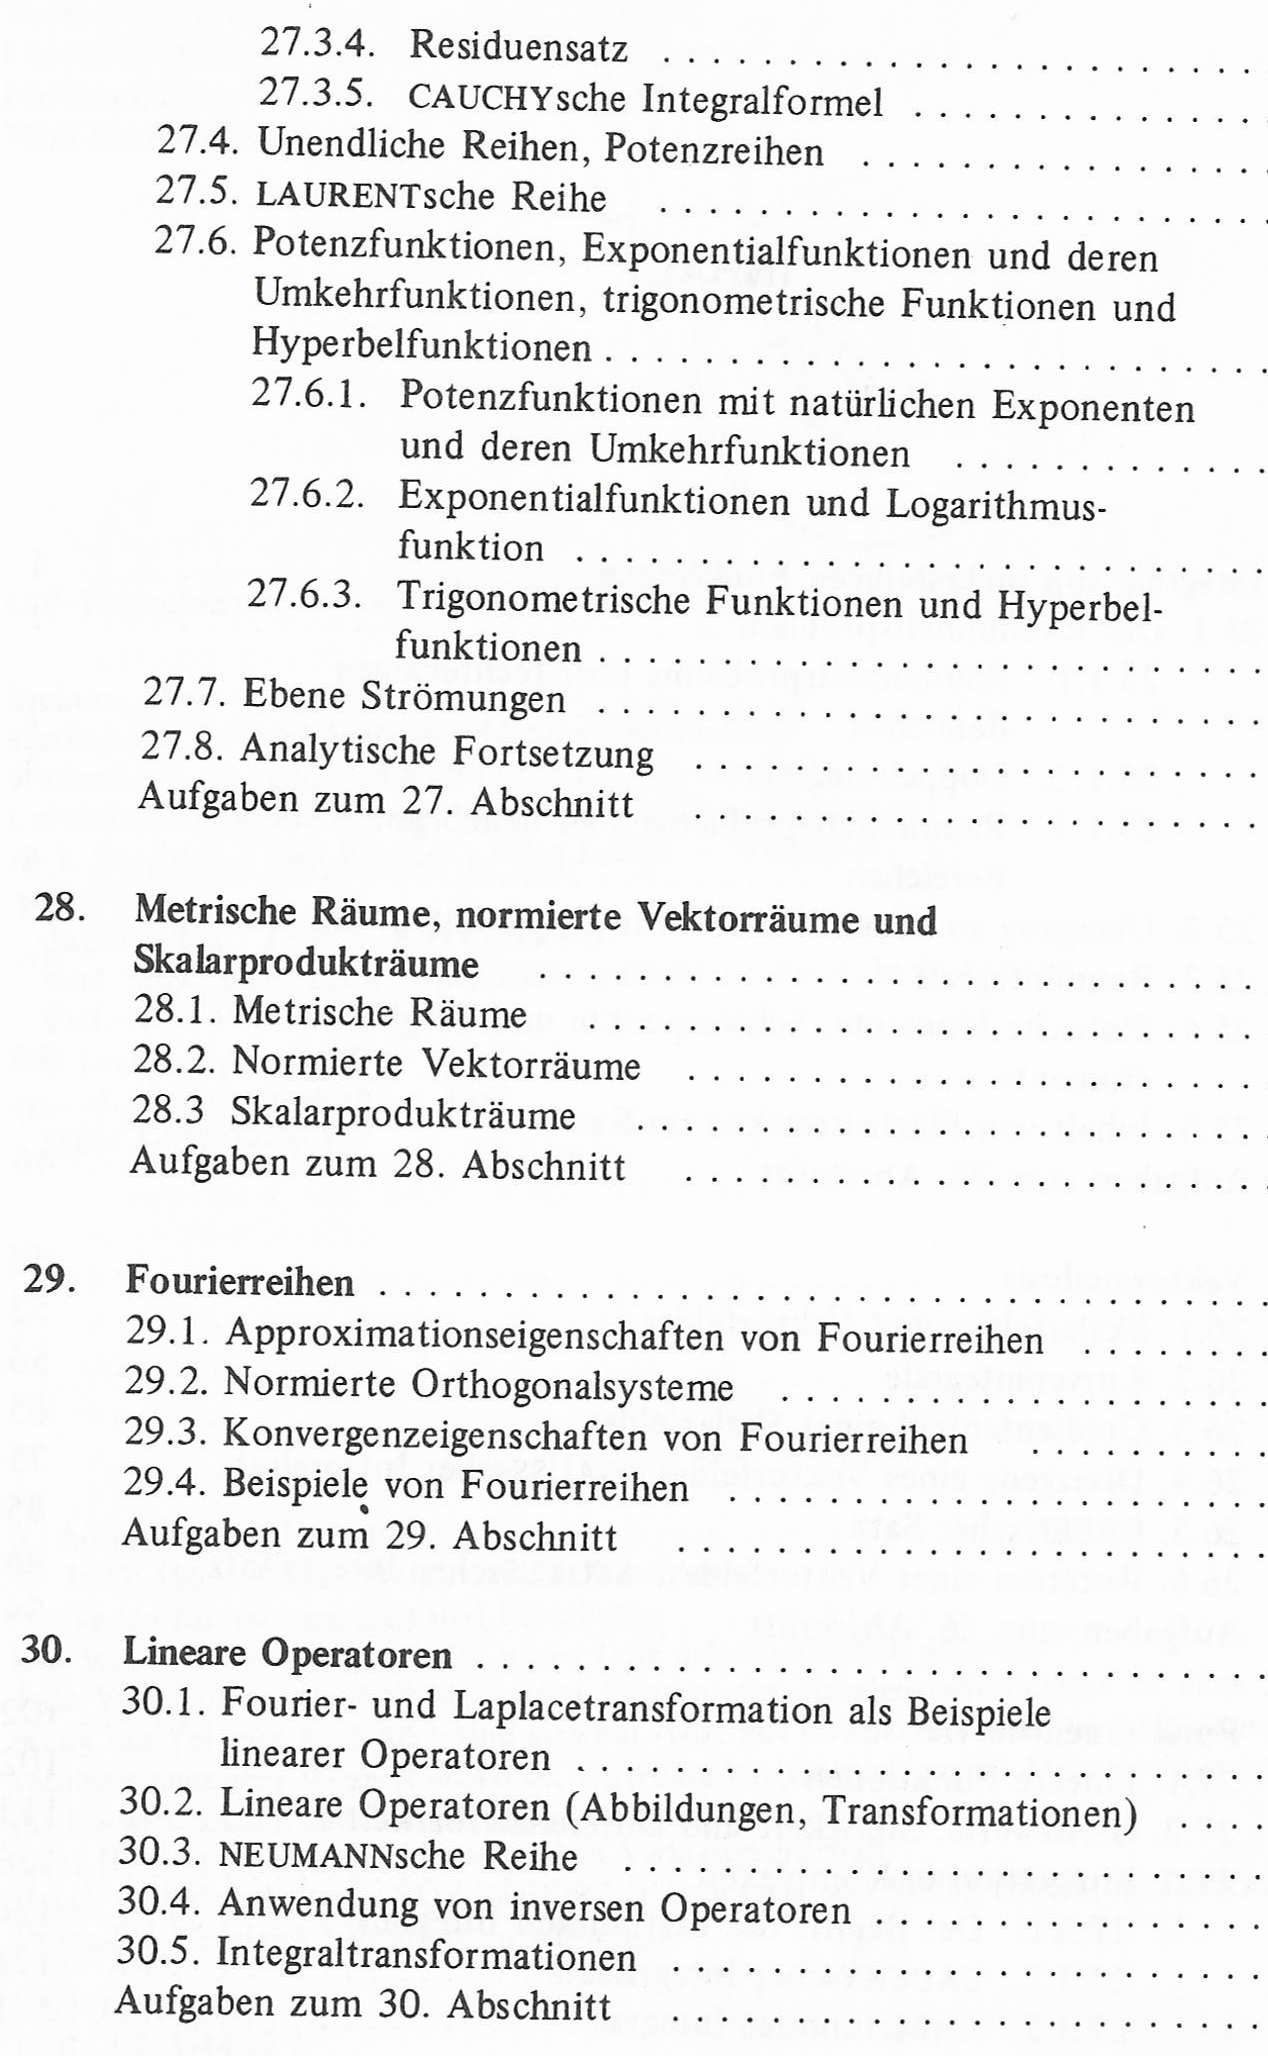 27.3.4. Residuensatz . . . . . . . . . . . . . . . . . . . . . . . .
27.3.5. CAUCHYsche Integralformel . . . . . . . . . . . . . .
27.4. Unendliche Reihen, Potenzreihen . . . . . . . . . . . . . . . .
27.5. LAURENTsche Reihe . . . . . . . . . . . . . . . . . . . . . . . .
27.6. Potenzfunktionen, Exponentialfunktionen und deren
Umkehrfunktionen, trigonometrische Funktionen und
Hyperbelfunktionen . . . . . . . . . . . . . . . . . . . . . . . . . .
27.6.1. Potenzfunktionen mit natürlichen Exponenten
und deren Umkehrfunktionen . . . . . . . . . . . . .
27.6.2. Exponentialfunktionen und Logarithmus-
funktion . . . . . . . . . . . . . . . . . . . . . . . . . . . .
27.6.3. Trigonometrische Funktionen und Hyperbel-
funktionen . . . . . . . . . . . . . . . . . . . . . . . . . . .
27.7. Ebene Strömungen . . . . . . . . . . . . . . . . . . . . . . . . . . .
27.8. Analytische Fortsetzung . . . . . . . . . . . . . . . . . . . . . . .
Aufgaben zum 27. Abschnitt . . . . . . . . . . . . . . . . . . . . . . .
28. Metrische Räume, normierte Vektorräume und
Skalarprodukträume . . . . . . . . . . . . . . . . . . . . . . . . . . . . .
28.1. Metrische Räume . . . . . . . . . . . . . . . . . . . . . . . . .
28.2. Normierte Vektorräume . . . . . . . . . . . . . . . . . . . . . . .
28.3 Skalarprodukträume . . . . . . . . . . . . . . . . . . . . . . . . .
Aufgaben zum 28. Abschnitt . . . . . . . . . . . . . . . . . . . . . . .
29. Fourierreihen . . . . . . . . . . . . . . . . . . . . . . . . . . . . . . . . . . .
29.1. Approximationseigenschaften von Fourierreihen . . . . . . . .
29.2. Normierte Orthogonalsysteme . . . . . . . . . . . . . . . . . . . .
29.3. Konvergenzeigenschaften von Fourierreihen . . . . . . . . . .
29.4. Beispiele von Fourierreihen . . . . . . . . . . . . . . . . . . . . . .
Aufgaben zum 29. Abschnitt . . . . . . . . . . . . . . . . . . . . . . . .
30. Lineare Operatoren . . . . . . . . . . . . . . . . . . . . . . . . . . . . . . . .
30.1. Fourier- und Laplacetransformation als Beispiele
linearer Operatoren . . . . . . . . . . . . . . . . . . . . . . . . . . . .
30.2. Lineare Operatoren (Abbildungen, Transformationen) . . . .
30.3. NEUMANNsche Reihe . . . . . . . . . . . . . . . . . . . . . . . . . .
30.4. Anwendung von inversen Operatoren . . . . . . . . . . . . . . .
30.5. Integraltransformationen . . . . . . . . . . . . . . . . . . . . . . . .
Aufgaben zum 30. Abschnitt . . . . . . . . . . . . . . . . . . . . . . . .